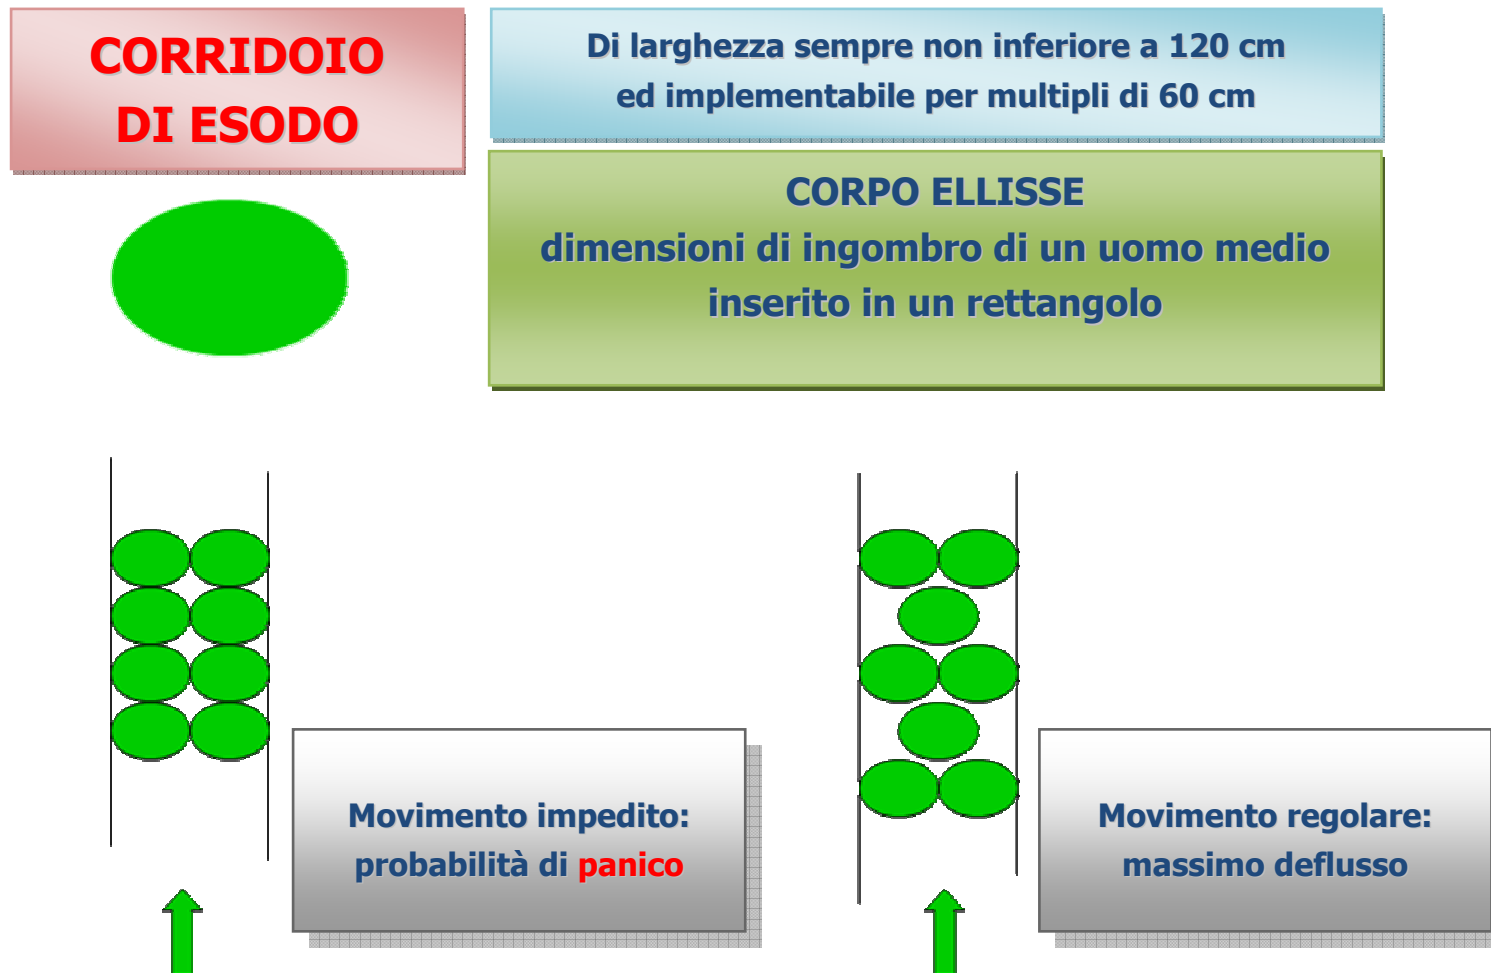 CORRIDOIO
DI ESODO
Di larghezza sempre non inferiore a 120 cm
ed implementabile per multipli di 60 cm
CORPO ELLISSE
dimensioni di ingombro di un uomo medio
inserito in un rettangolo
Movimento impedito:
probabilità di panico
Movimento regolare:
massimo deflusso